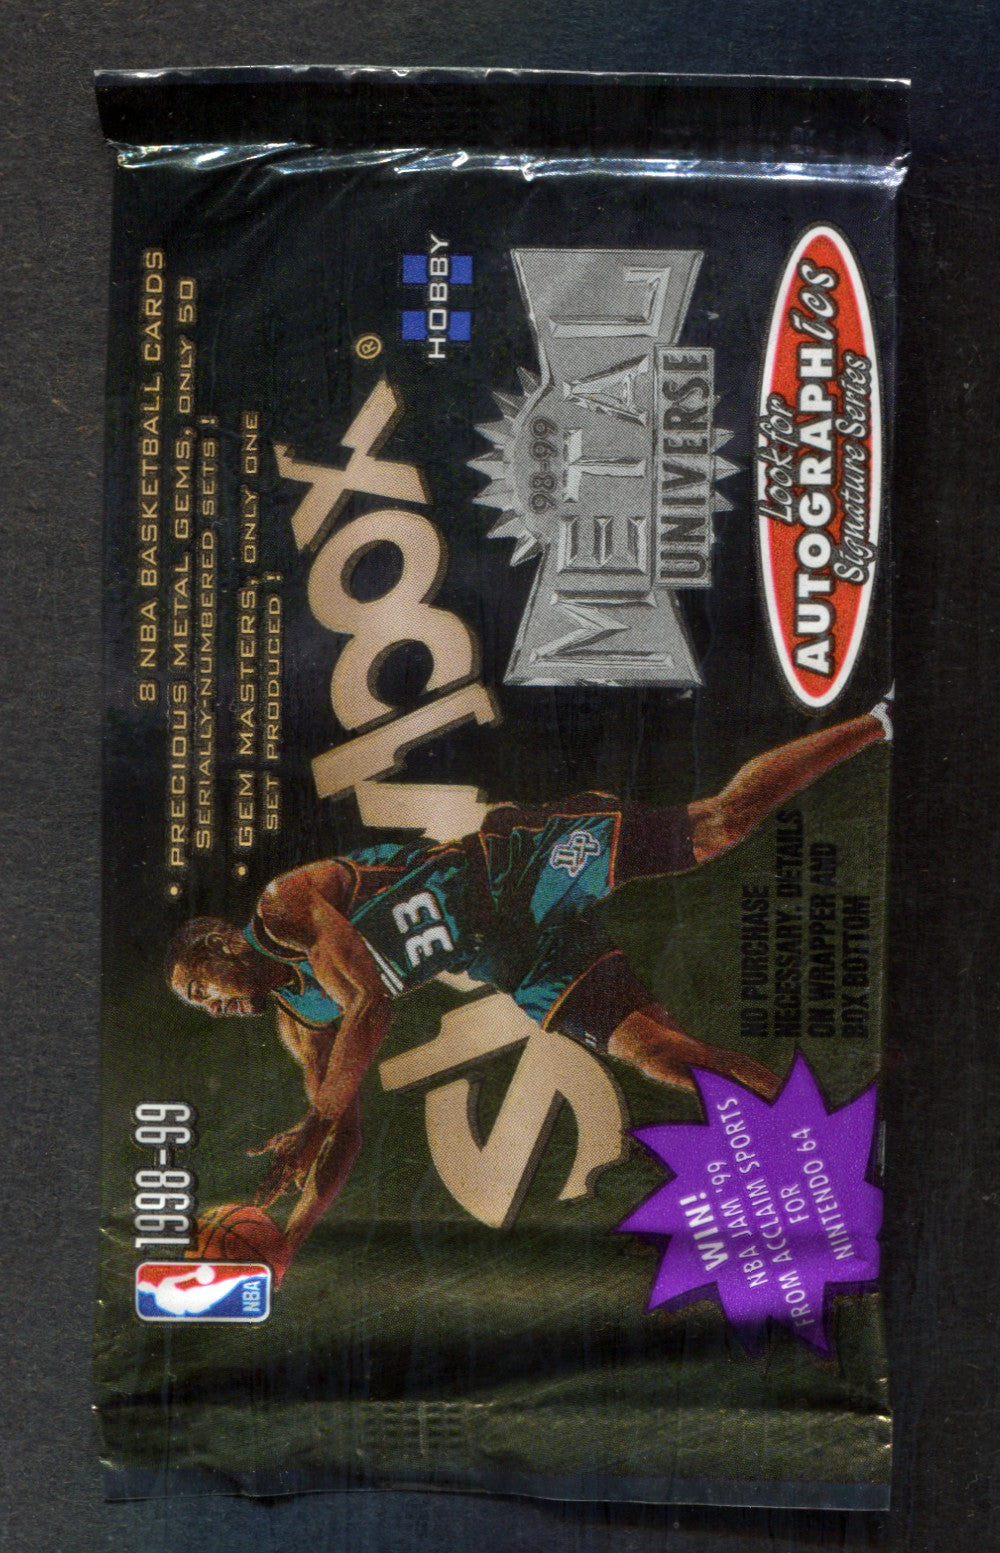 1998-99
NBA
8 NBA BASKETBALL CARDS
• PRECIOUS METAL GEMS, ONLY 50
SERIALLY-NUMBERED SETS!
• GEM MASTERS, ONLY ONE
SET PRODUCED!
SkyBox®
HOBBY
33
DP
'98-99
METAL
UNIVERSE
WIN!
NBA JAM '99
FROM ACCLAIM SPORTS
FOR
NINTENDO 64
NO PURCHASE
NECESSARY. DETAILS
ON WRAPPER AND
BOX BOTTOM
Look for
AUTOGRAPHics
Signature Series